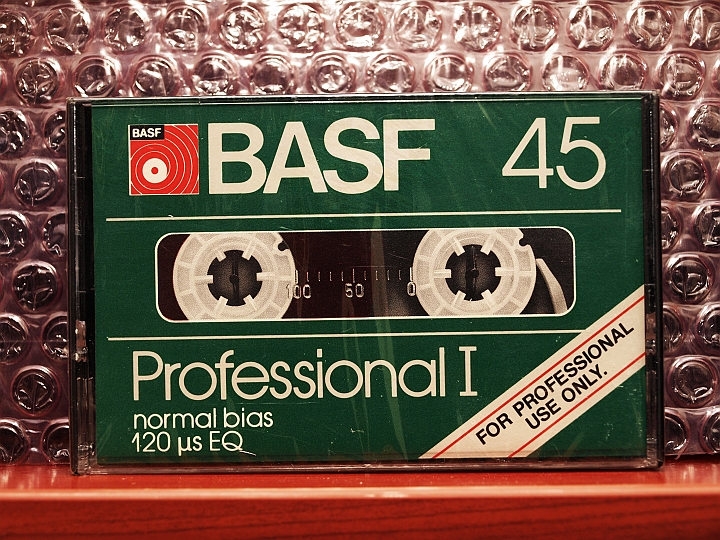 BASF
BASF 45
100 50 0
Professional I
normal bias
120 µs EQ
FOR PROFESSIONAL
USE ONLY.